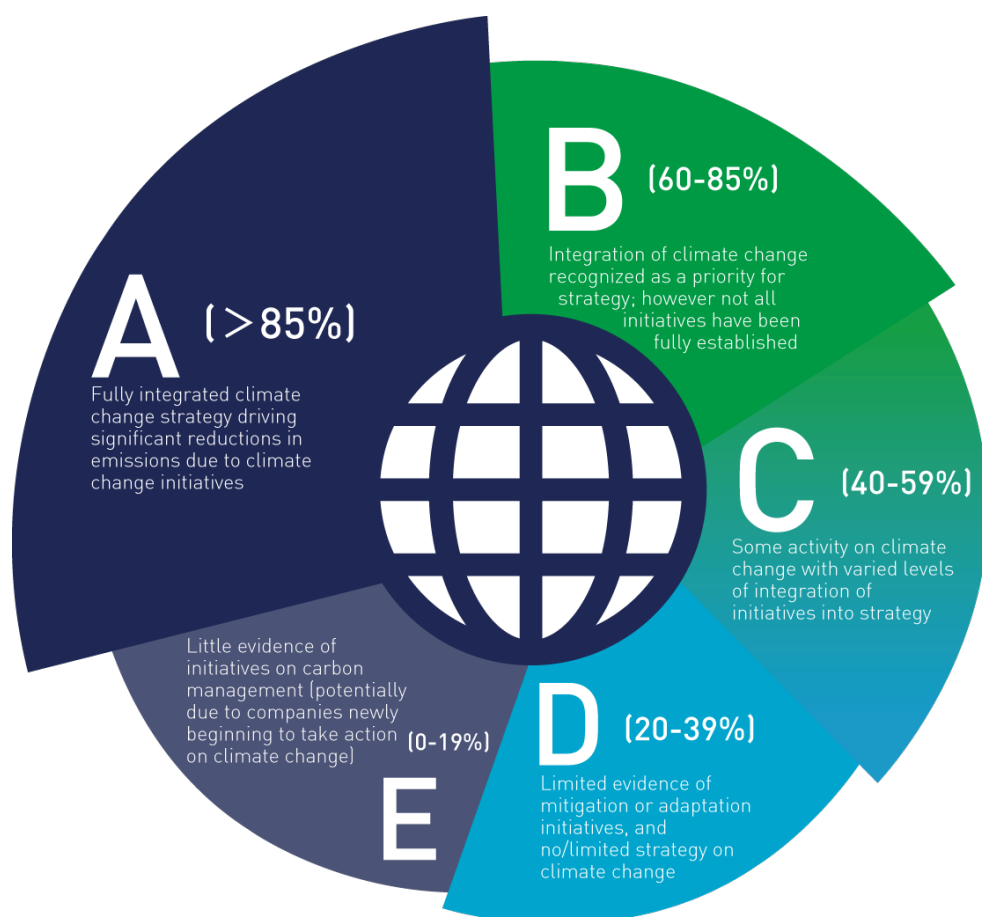 A (>85%)
Fully integrated climate
change strategy driving
significant reductions in
emissions due to climate
change initiatives
B (60-85%)
Integration of climate change
recognized as a priority for
strategy; however not all
initiatives have been
fully established
C (40-59%)
Some activity on climate
change with varied levels
of integration of
initiatives into strategy
D (20-39%)
Limited evidence of
mitigation or adaptation
initiatives, and
no/limited strategy on
climate change
Little evidence of
initiatives on carbon
management (potentially
due to companies newly
beginning to take action
on climate change)
(0-19%)
E